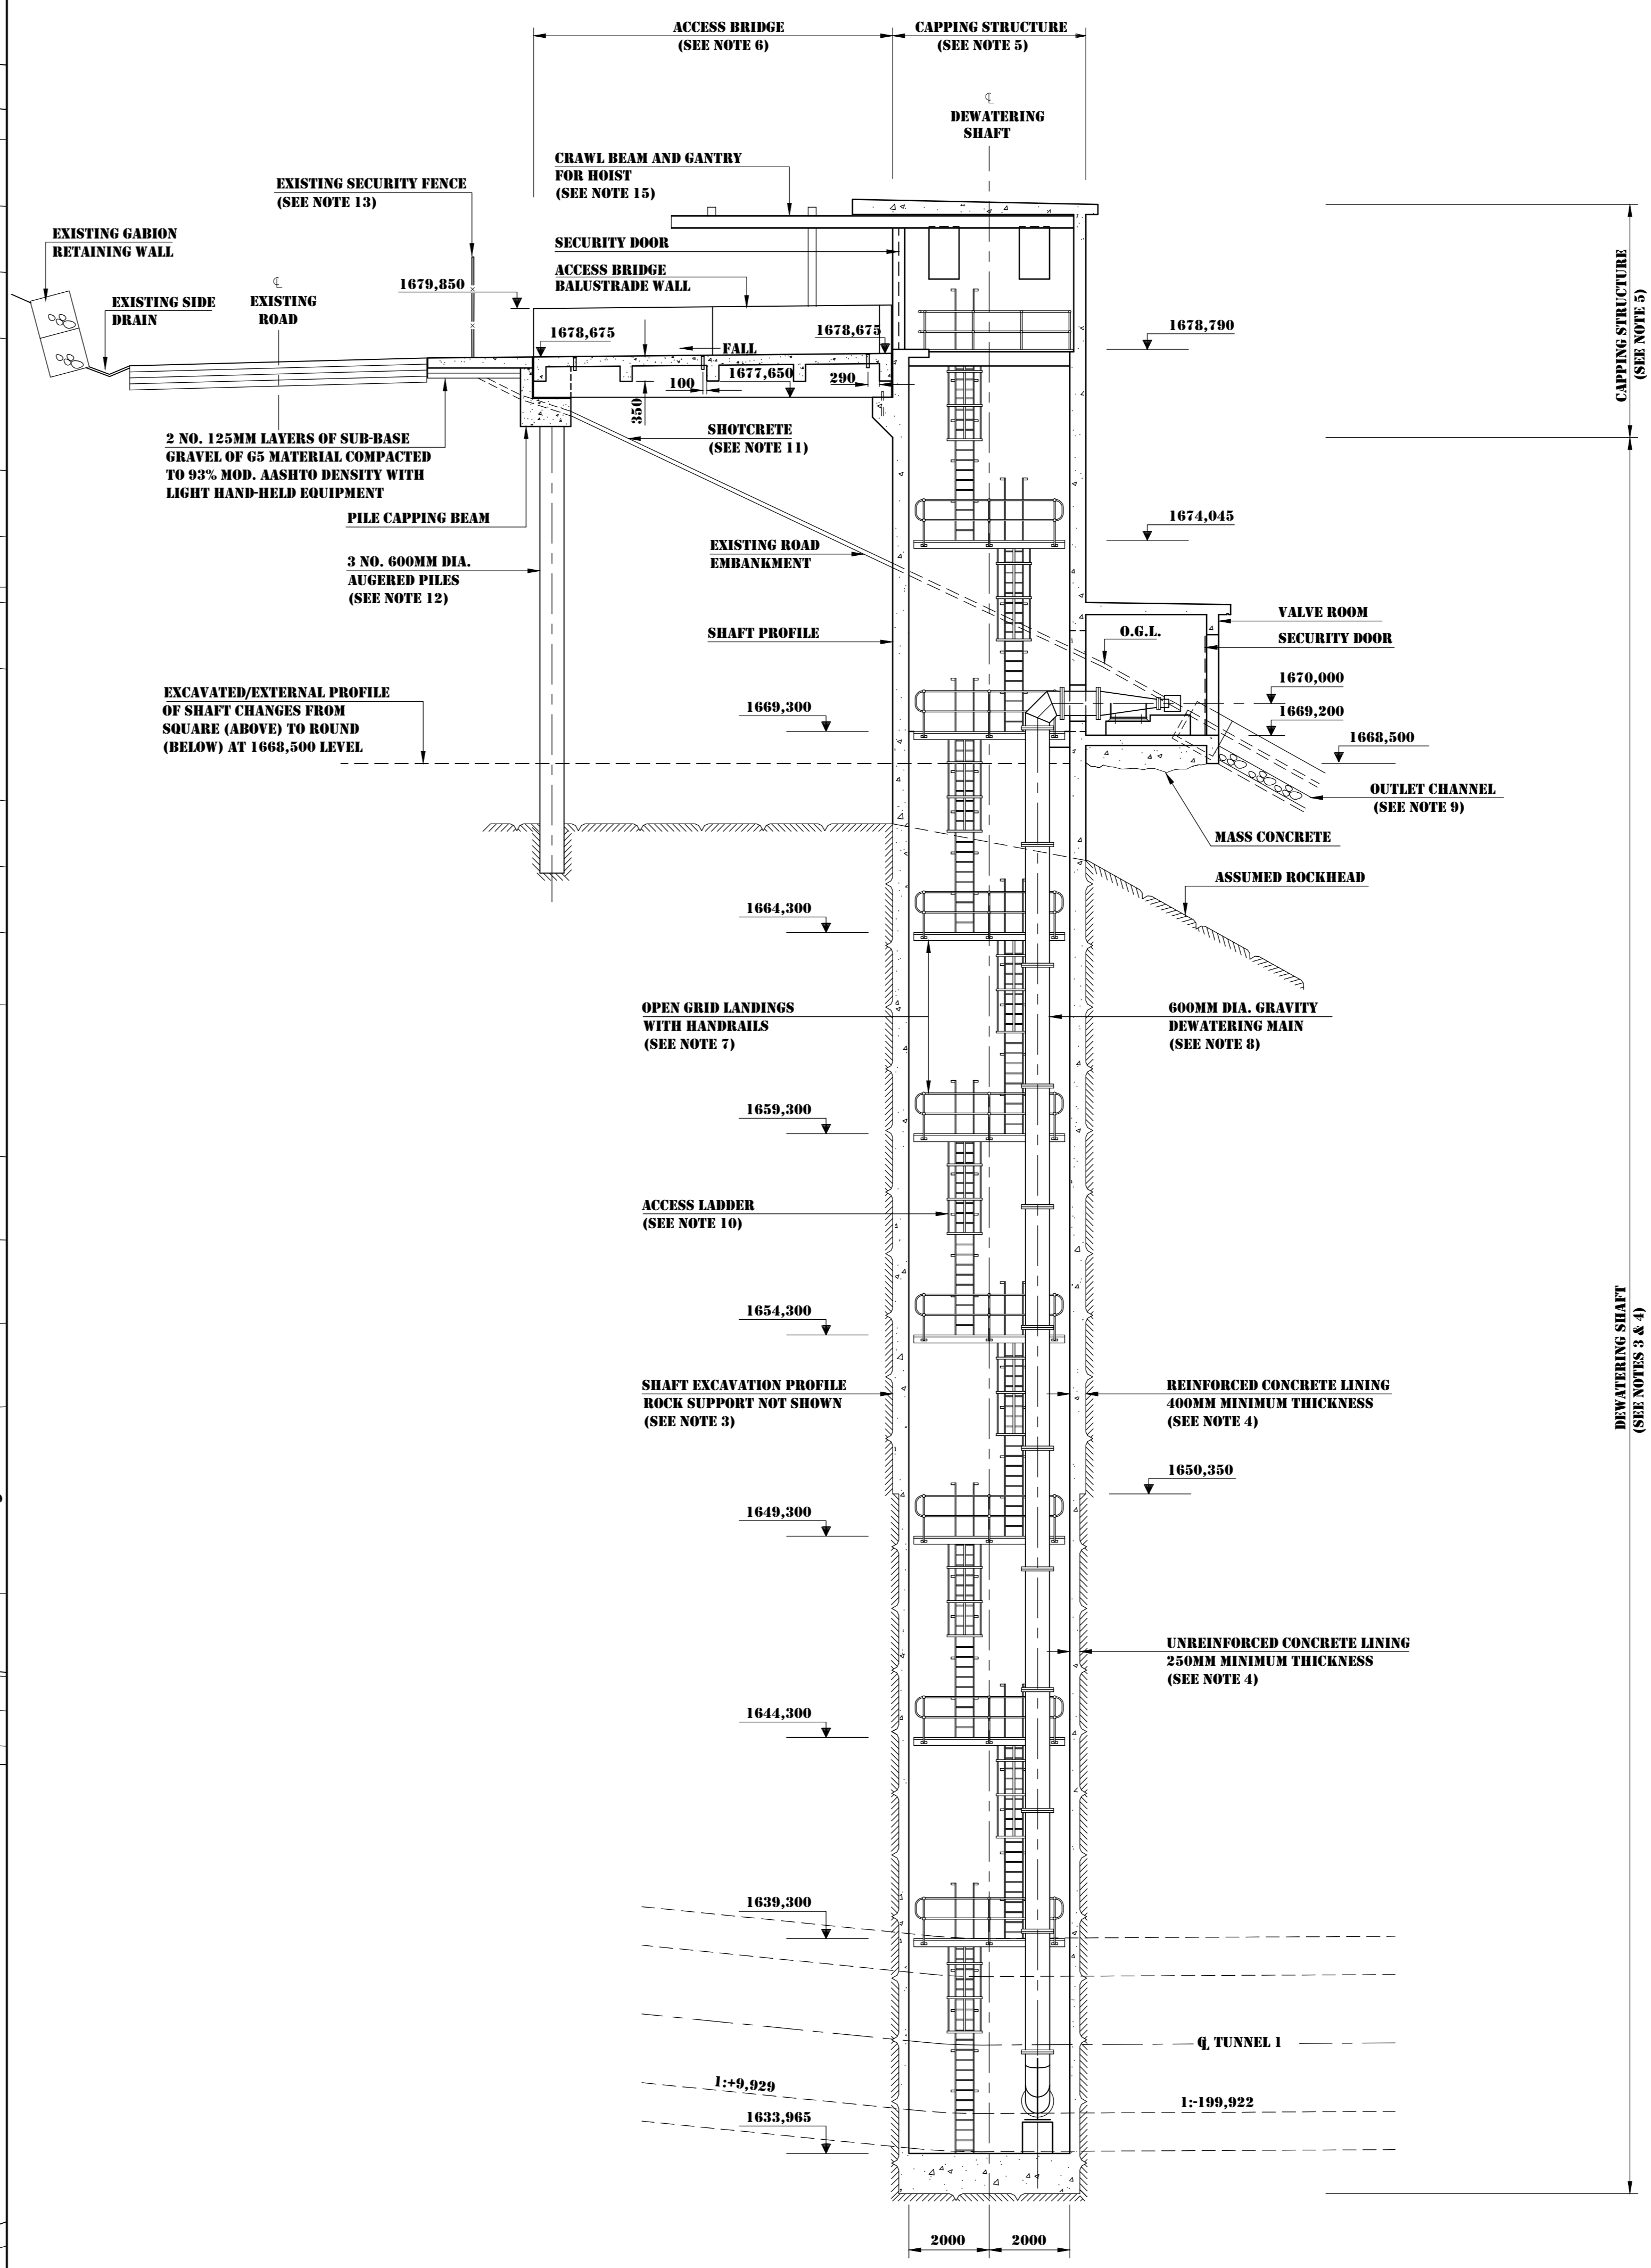 ACCESS BRIDGE
(SEE NOTE 6)
CAPPING STRUCTURE
(SEE NOTE 5)
℄
DEWATERING
SHAFT
CRAWL BEAM AND GANTRY
FOR HOIST
(SEE NOTE 15)
EXISTING SECURITY FENCE
(SEE NOTE 13)
EXISTING GABION
RETAINING WALL
SECURITY DOOR
ACCESS BRIDGE
BALUSTRADE WALL
EXISTING SIDE
DRAIN
℄
EXISTING
ROAD
1679,850
1678,675
1678,675
FALL
1678,790
CAPPING STRUCTURE
(SEE NOTE 5)
100
1677,650
290
350
2 NO. 125MM LAYERS OF SUB-BASE
GRAVEL OF G5 MATERIAL COMPACTED
TO 93% MOD. AASHTO DENSITY WITH
LIGHT HAND-HELD EQUIPMENT
SHOTCRETE
(SEE NOTE 11)
PILE CAPPING BEAM
1674,045
EXISTING ROAD
EMBANKMENT
3 NO. 600MM DIA.
AUGERED PILES
(SEE NOTE 12)
VALVE ROOM
SHAFT PROFILE
O.G.L.
SECURITY DOOR
EXCAVATED/EXTERNAL PROFILE
OF SHAFT CHANGES FROM
SQUARE (ABOVE) TO ROUND
(BELOW) AT 1668,500 LEVEL
1670,000
1669,300
1669,200
1668,500
OUTLET CHANNEL
(SEE NOTE 9)
MASS CONCRETE
ASSUMED ROCKHEAD
1664,300
OPEN GRID LANDINGS
WITH HANDRAILS
(SEE NOTE 7)
600MM DIA. GRAVITY
DEWATERING MAIN
(SEE NOTE 8)
1659,300
ACCESS LADDER
(SEE NOTE 10)
1654,300
DEWATERING SHAFT
(SEE NOTES 3 & 4)
SHAFT EXCAVATION PROFILE
ROCK SUPPORT NOT SHOWN
(SEE NOTE 3)
REINFORCED CONCRETE LINING
400MM MINIMUM THICKNESS
(SEE NOTE 4)
1650,350
1649,300
UNREINFORCED CONCRETE LINING
250MM MINIMUM THICKNESS
(SEE NOTE 4)
1644,300
1639,300
℄ TUNNEL 1
1:+9,929
1:-199,922
1633,965
2000
2000